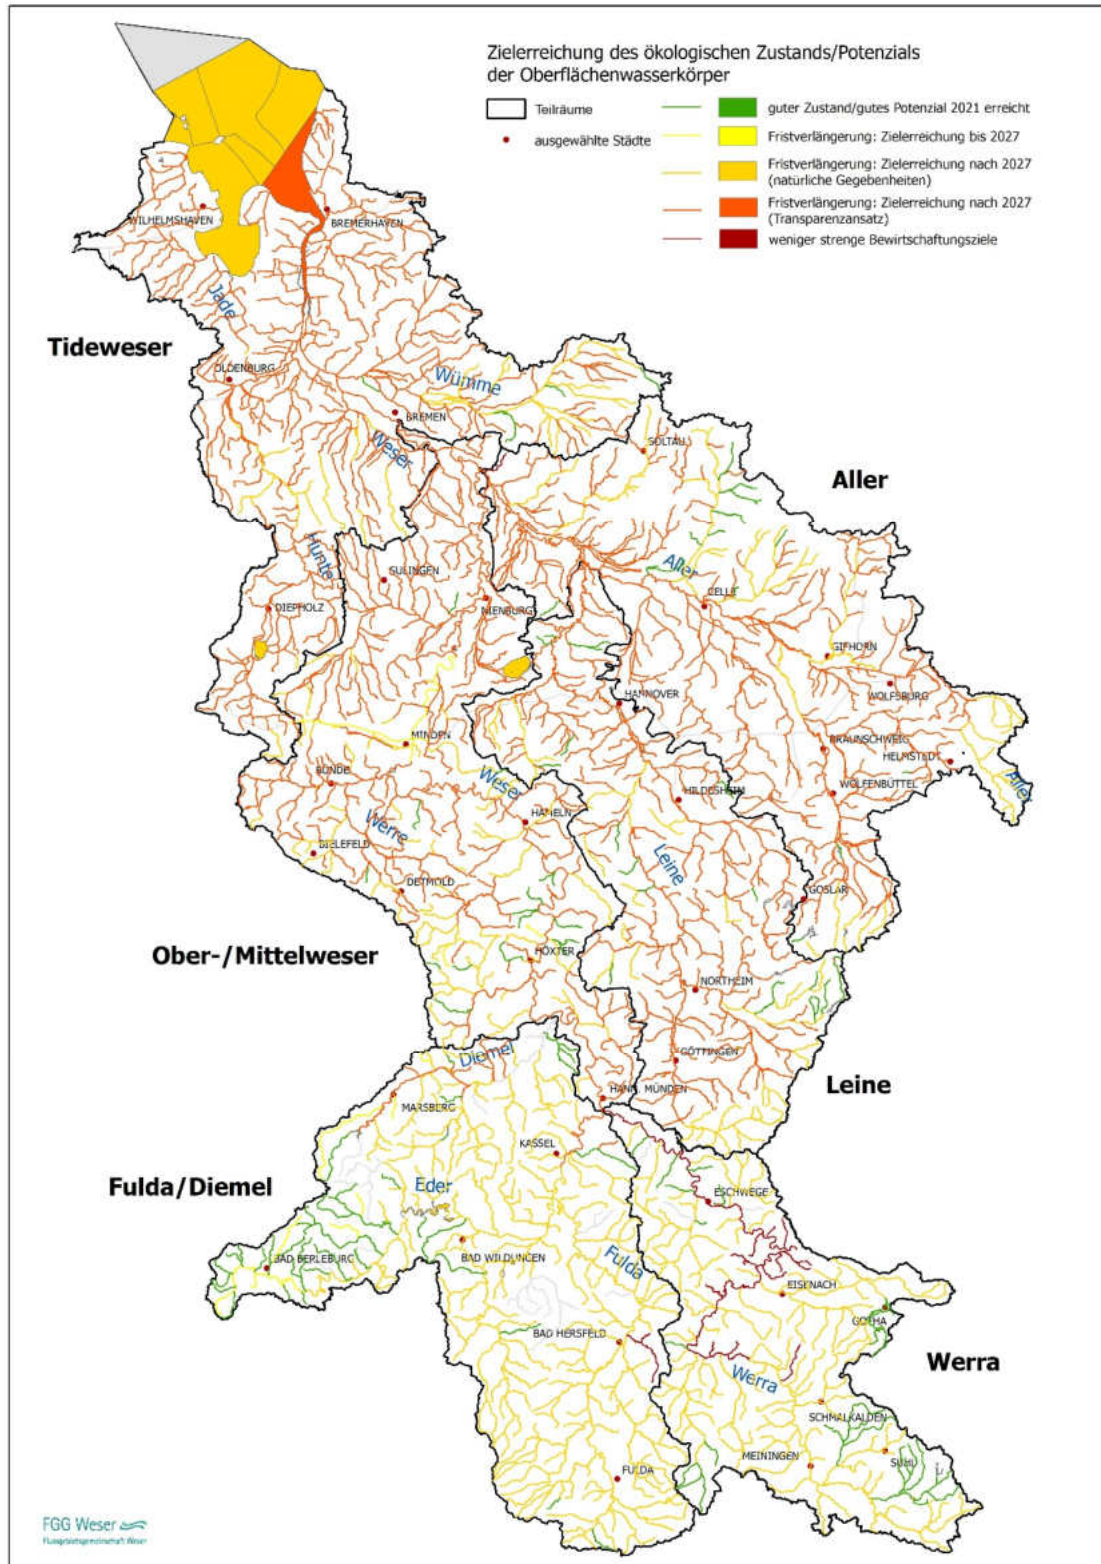 Zielerreichung des ökologischen Zustands/Potenzials
der Oberflächenwasserkörper
Teilräume
ausgewählte Städte
guter Zustand/gutes Potenzial 2021 erreicht
Fristverlängerung: Zielerreichung bis 2027
Fristverlängerung: Zielerreichung nach 2027
(natürliche Gegebenheiten)
Fristverlängerung: Zielerreichung nach 2027
(Transparenzansatz)
weniger strenge Bewirtschaftungsziele
WILHELMSHAVEN
BREMERHAVEN
Jade
Tideweser
OLDENBURG
Wümme
BREMEN
Weser
SOLTAU
Aller
Hunte
SULINGEN
Aller
DIEPHOLZ
NIENBURG
CELLE
GIFHORN
WOLFSBURG
HANNOVER
MINDEN
BRAUNSCHWEIG
HELMSTEDT
BÜNDE
Weser
HILDESHEIM
WOLFENBÜTTEL
Aller
Werre
HAMELN
BIELEFELD
Leine
DETMOLD
GOSLAR
Ober-/Mittelweser
HÖXTER
NORTHEIM
Diemel
GÖTTINGEN
Leine
MARSBERG
HANN. MÜNDEN
KASSEL
Fulda/Diemel
Eder
ESCHWEGE
BAD BERLEBURG
BAD WILDUNGEN
Fulda
EISENACH
GOTHA
BAD HERSFELD
Werra
Werra
SCHMALKALDEN
MEININGEN
SUHL
FULDA
FGG Weser
Flussgebietsgemeinschaft Weser